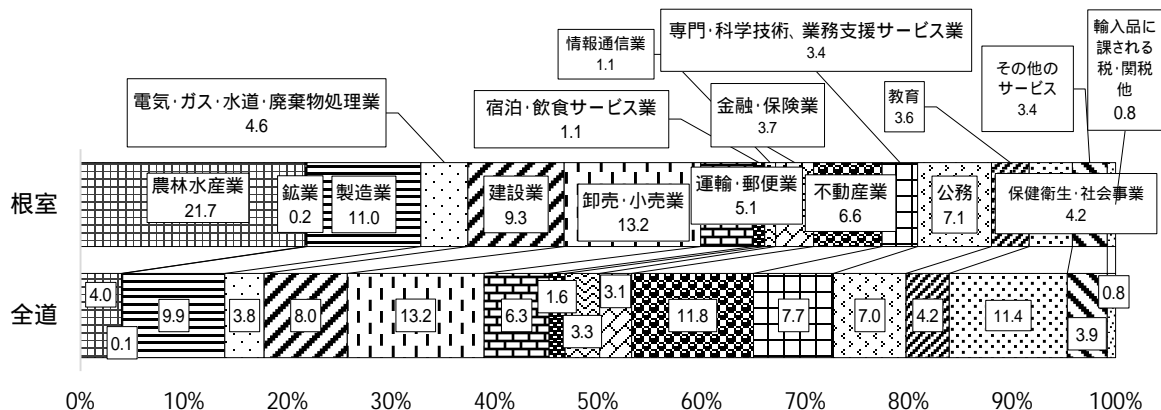 電気・ガス・水道・廃棄物処理業
4.6
宿泊・飲食サービス業
1.1
情報通信業
1.1
専門・科学技術、業務支援サービス業
3.4
金融・保険業
3.7
教育
3.6
その他の
サービス
3.4
輸入品に
課される
税・関税
他
0.8
根室
農林水産業
21.7
鉱業
0.2
製造業
11.0
建設業
9.3
卸売・小売業
13.2
運輸・郵便業
5.1
不動産業
6.6
公務
7.1
保健衛生・社会事業
4.2
全道
4.0
0.1
9.9
3.8
8.0
13.2
6.3
1.6
3.3
3.1
11.8
7.7
7.0
4.2
11.4
3.9
0.8
0% 10% 20% 30% 40% 50% 60% 70% 80% 90% 100%